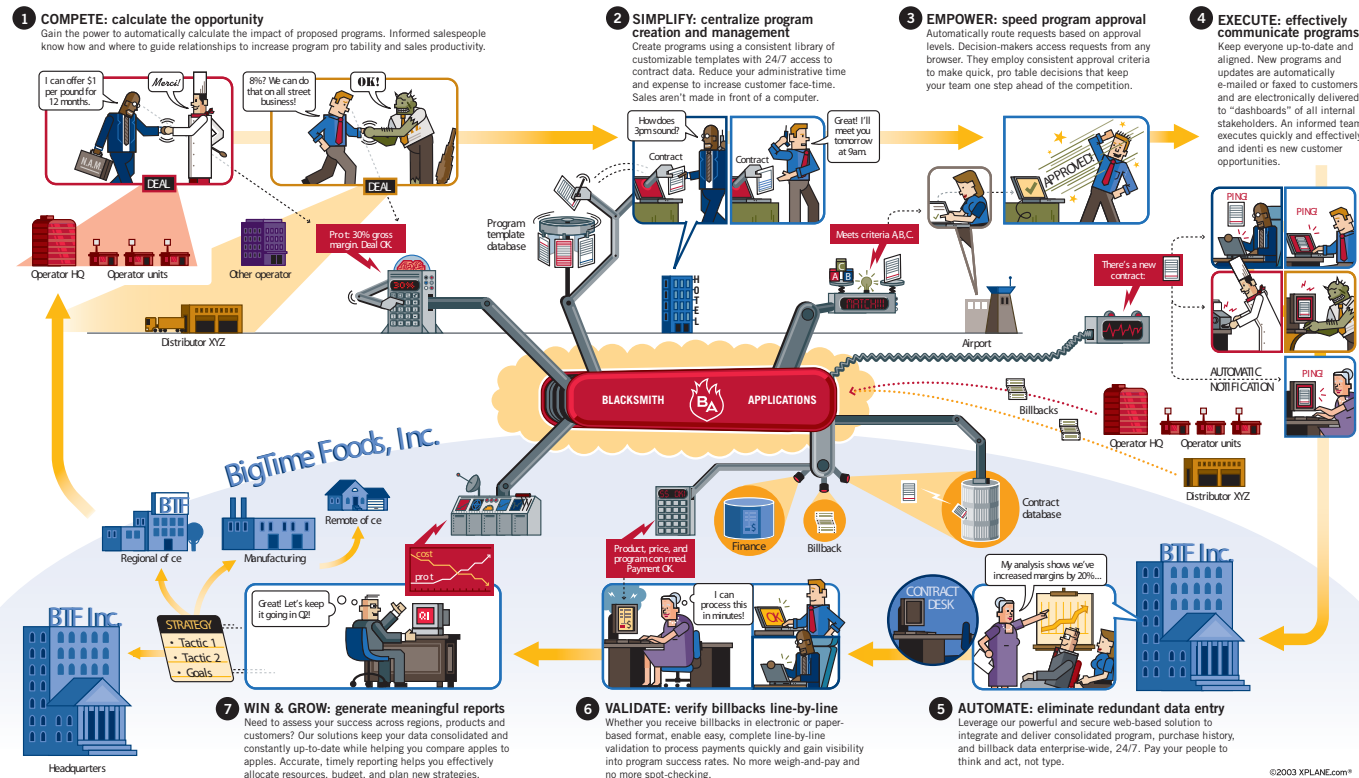 1 COMPETE: calculate the opportunity
Gain the power to automatically calculate the impact of proposed programs. Informed salespeople
know how and where to guide relationships to increase program pro tability and sales productivity.
2 SIMPLIFY: centralize program
creation and management
Create programs using a consistent library of
customizable templates with 24/7 access to
contract data. Reduce your administrative time
and expense to increase customer face-time.
Sales aren't made in front of a computer.
3 EMPOWER: speed program approval
Automatically route requests based on approval
levels. Decision-makers access requests from any
browser. They employ consistent approval criteria
to make quick, pro table decisions that keep
your team one step ahead of the competition.
4 EXECUTE: effectively
communicate programs
Keep everyone up-to-date and
aligned. New programs and
updates are automatically
e-mailed or faxed to customers
and are electronically delivered
to "dashboards" of all internal
stakeholders. An informed team
executes quickly and effectively
and identi es new customer
opportunities.
I can offer $1
per pound for
12 months.
Merci!
N.A.M.
DEAL
8%? We can do
that on all street
business!
OK!
DEAL
How does
3pm sound?
Contract
Contract
Great! I'll
meet you
tomorrow
at 9am.
APPROVED!
PING!
PING!
Operator HQ
Operator units
Other operator
Distributor XYZ
Pro t: 30% gross
margin. Deal OK.
30%
Program
template
database
HOTEL
Meets criteria A,B,C.
A B
MATCH!!!
Airport
There's a new
contract:
AUTOMATIC
NOTIFICATION
PING!
BLACKSMITH
BA
APPLICATIONS
Billbacks
Operator HQ
Operator units
Distributor XYZ
BigTime Foods, Inc.
BTF
Regional of ce
Manufacturing
Remote of ce
cost
pro t
Product, price, and
program con rmed.
Payment OK.
Finance
Billback
Contract
database
BTF Inc.
Headquarters
STRATEGY
• Tactic 1
• Tactic 2
• Goals
Great! Let's keep
it going in Q2!
Q1
$
I can
process this
in minutes!
OK
CONTRACT
DESK
My analysis shows we've
increased margins by 20%...
BTF Inc.
7 WIN & GROW: generate meaningful reports
Need to assess your success across regions, products and
customers? Our solutions keep your data consolidated and
constantly up-to-date while helping you compare apples to
apples. Accurate, timely reporting helps you effectively
allocate resources, budget, and plan new strategies.
6 VALIDATE: verify billbacks line-by-line
Whether you receive billbacks in electronic or paper-
based format, enable easy, complete line-by-line
validation to process payments quickly and gain visibility
into program success rates. No more weigh-and-pay and
no more spot-checking.
5 AUTOMATE: eliminate redundant data entry
Leverage our powerful and secure web-based solution to
integrate and deliver consolidated program, purchase history,
and billback data enterprise-wide, 24/7. Pay your people to
think and act, not type.
©2003 XPLANE.com®